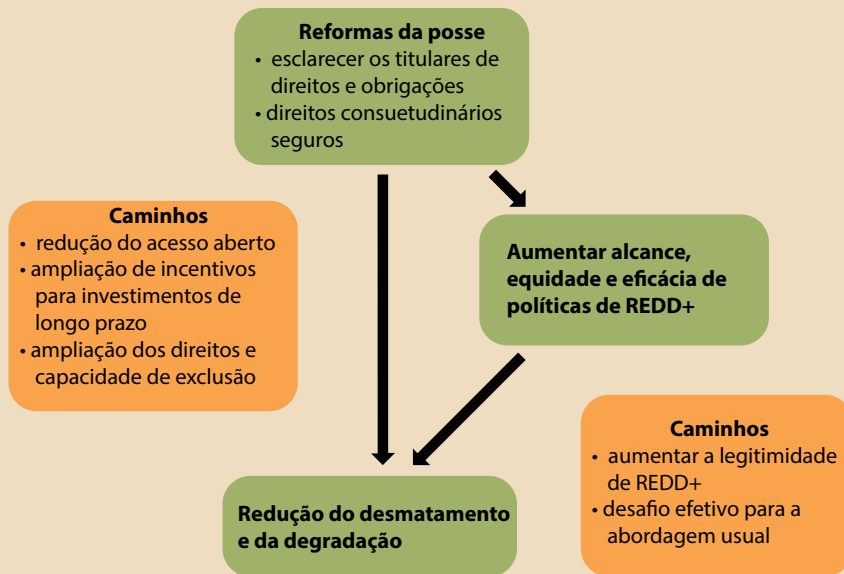 Reformas da posse
• esclarecer os titulares de
direitos e obrigações
• direitos consuetudinários
seguros
Caminhos
• redução do acesso aberto
• ampliação de incentivos
para investimentos de
longo prazo
• ampliação dos direitos e
capacidade de exclusão
Aumentar alcance,
equidade e eficácia de
políticas de REDD+
Caminhos
• aumentar a legitimidade
de REDD+
• desafio efetivo para a
abordagem usual
Redução do desmatamento
e da degradação